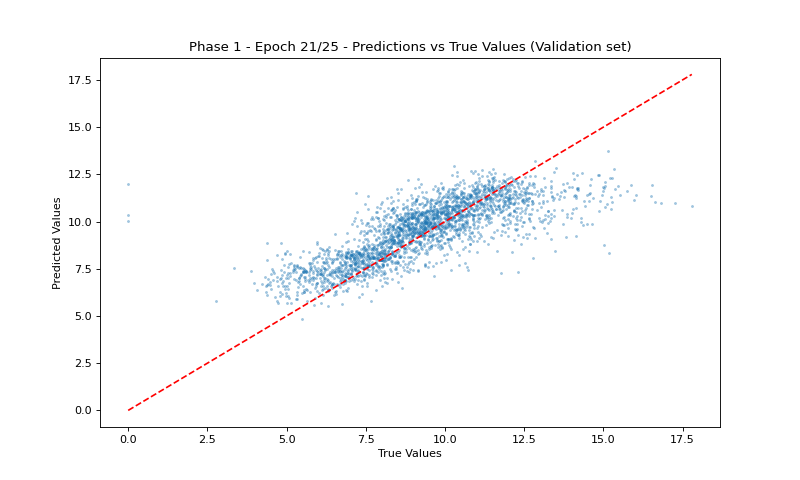 Phase 1 - Epoch 21/25 - Predictions vs True Values (Validation set)
17.5
15.0
12.5
10.0
7.5
5.0
2.5
0.0
Predicted Values
0.0 2.5 5.0 7.5 10.0 12.5 15.0 17.5
True Values